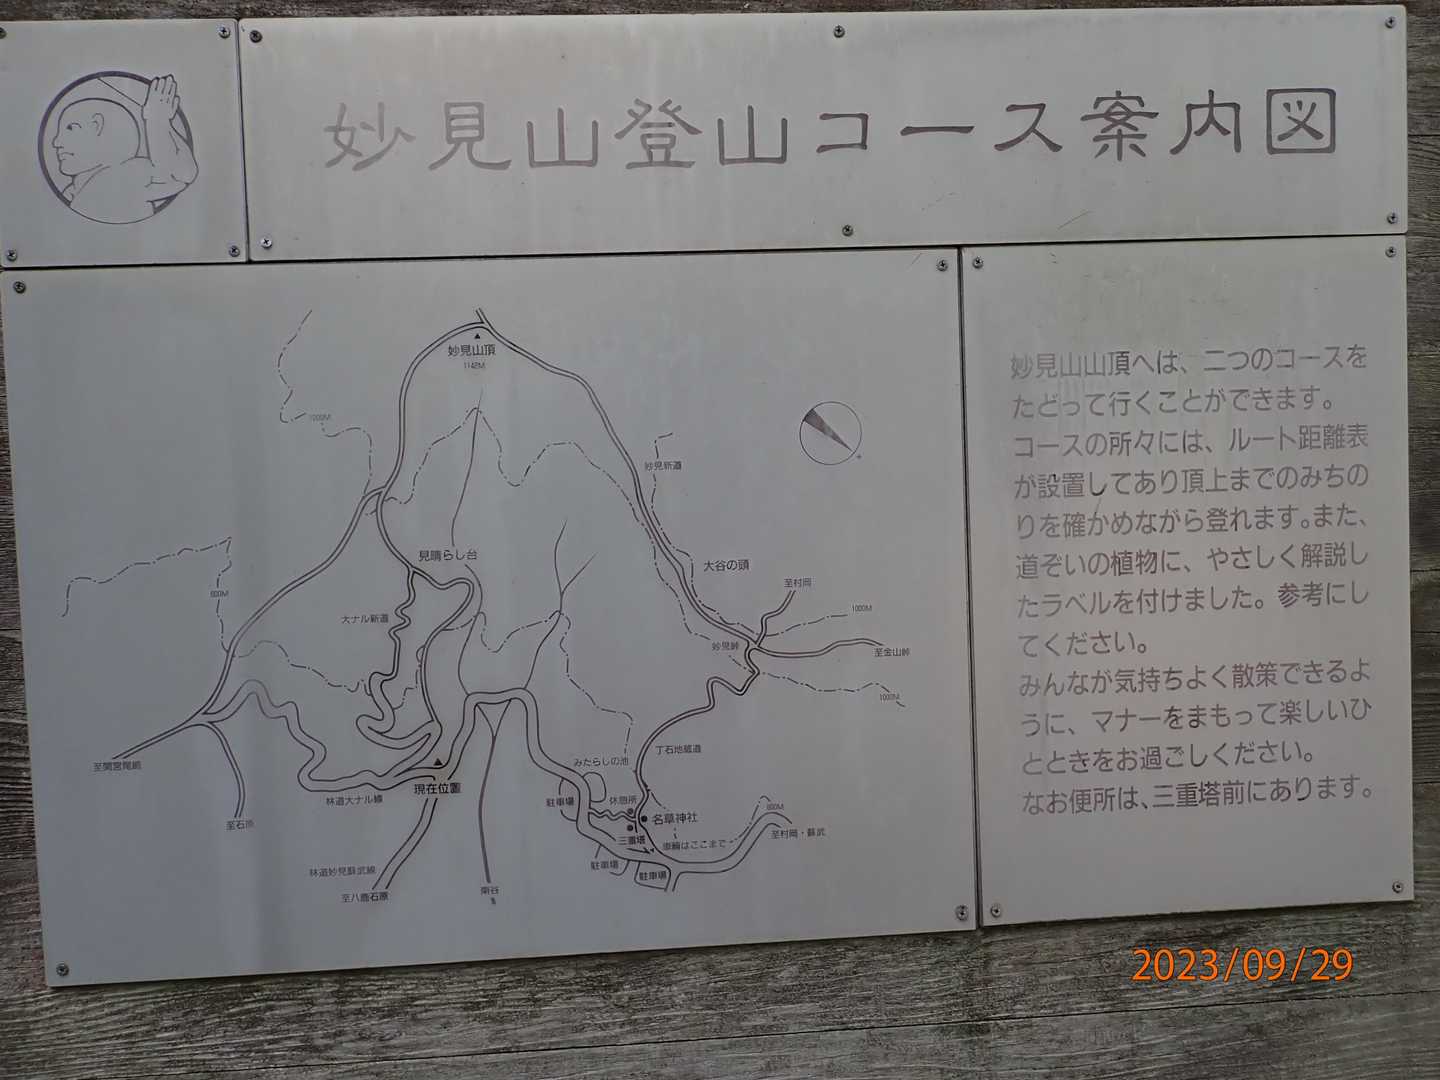 妙見山登山コース案内図
妙見山頂
1142M
1000M
妙見新道
見晴らし台
大谷の頭
至村岡
800M
大ナル新道
1000M
妙見峠
至金山峠
1000M
丁石地蔵道
至関宮尾崎
みたらしの池
現在位置
林道大ナル線
駐車場
休憩所
名草神社
800M
至石原
三重塔
車輌はここまで
至村岡・蘇武
駐車場
林道妙見蘇武線
駐車場
至八鹿石原
妙見山山頂へは、二つのコースを
たどって行くことができます。
コースの所々には、ルート距離表
が設置してあり頂上までのみちの
りを確かめながら登れます。また、
道ぞいの植物に、やさしく解説し
たラベルを付けました。参考にし
てください。
みんなが気持ちよく散策できるよ
うに、マナーをまもって楽しいひ
とときをお過ごしください。
なお便所は、三重塔前にあります。
2023/09/29